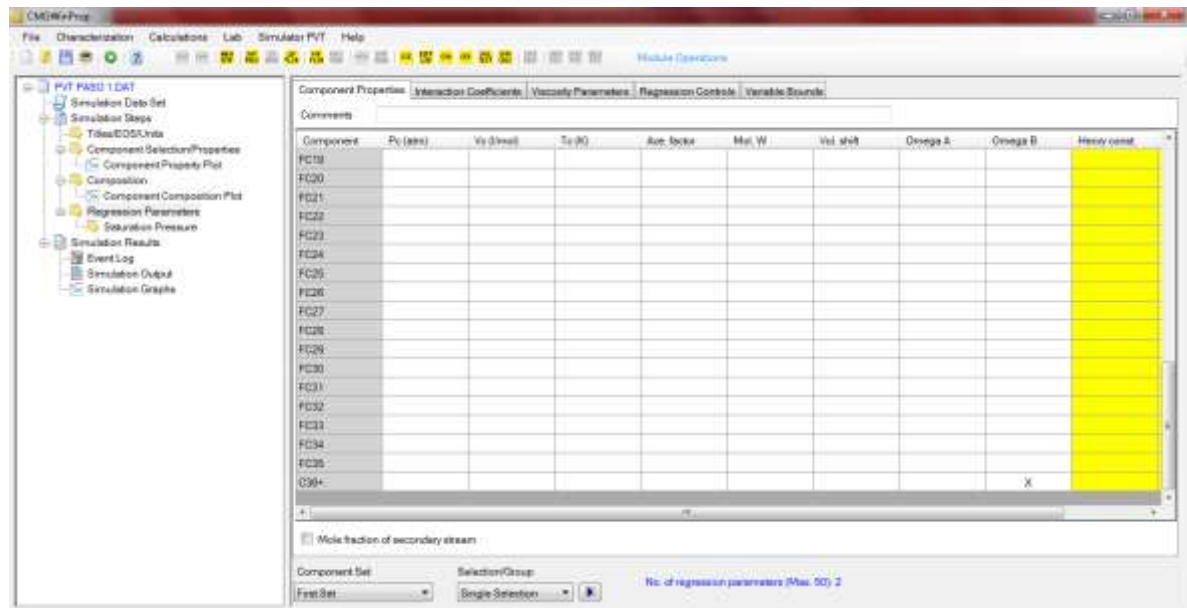 CMGWinProp
File Characterization Calculations Lab Simulator PVT Help
Module Operations
PVT PASO 1.DAT
Simulation Data Set
Simulation Steps
Titles/EOS/Units
Component Selection/Properties
Component Property Plot
Composition
Component Composition Plot
Regression Parameters
Saturation Pressure
Simulation Results
Event Log
Simulation Output
Simulation Graphs
Component Properties Interaction Coefficients Viscosity Parameters Regression Controls Variable Bounds
Comments
Component Pc (atm) Vc (l/mol) Tc (K) Ace. factor Mol. W Vol. shift Omega A Omega B Henry const.
FC19
FC20
FC21
FC22
FC23
FC24
FC25
FC26
FC27
FC28
FC29
FC30
FC31
FC32
FC33
FC34
FC35
C36+ X
Mole fraction of secondary stream
Component Set Selection/Group
First Set Single Selection
No. of regression parameters (Max. 50): 2